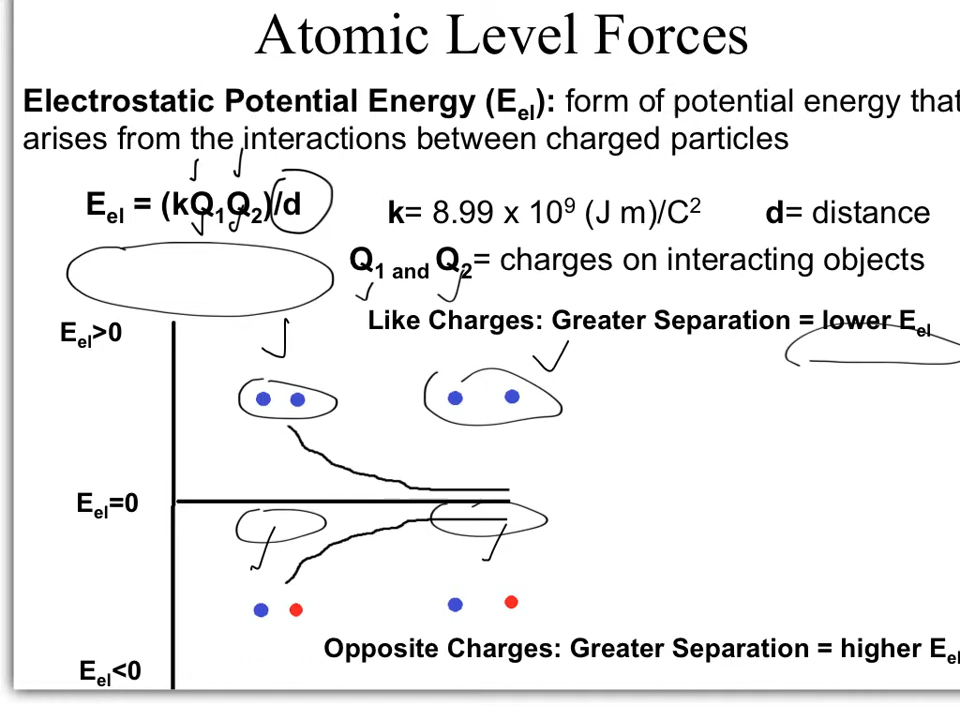 Atomic Level Forces
Electrostatic Potential Energy (Eel): form of potential energy that
arises from the interactions between charged particles
Eel = (kQ1Q2)/d
k= 8.99 x 10⁹ (J m)/C² d= distance
Q1 and Q2= charges on interacting objects
Like Charges: Greater Separation = lower Eel
Eel>0
Eel=0
Opposite Charges: Greater Separation = higher Eel
Eel<0